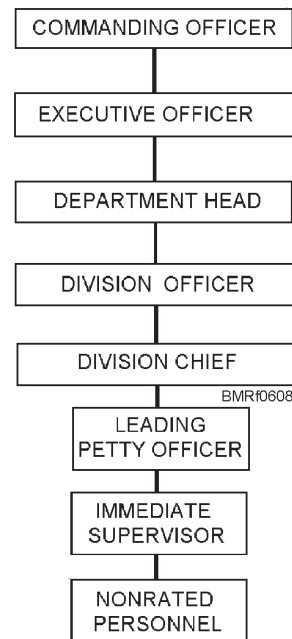 COMMANDING OFFICER
EXECUTIVE OFFICER
DEPARTMENT HEAD
DIVISION OFFICER
DIVISION CHIEF
BMRf0608
LEADING
PETTY OFFICER
IMMEDIATE
SUPERVISOR
NONRATED
PERSONNEL